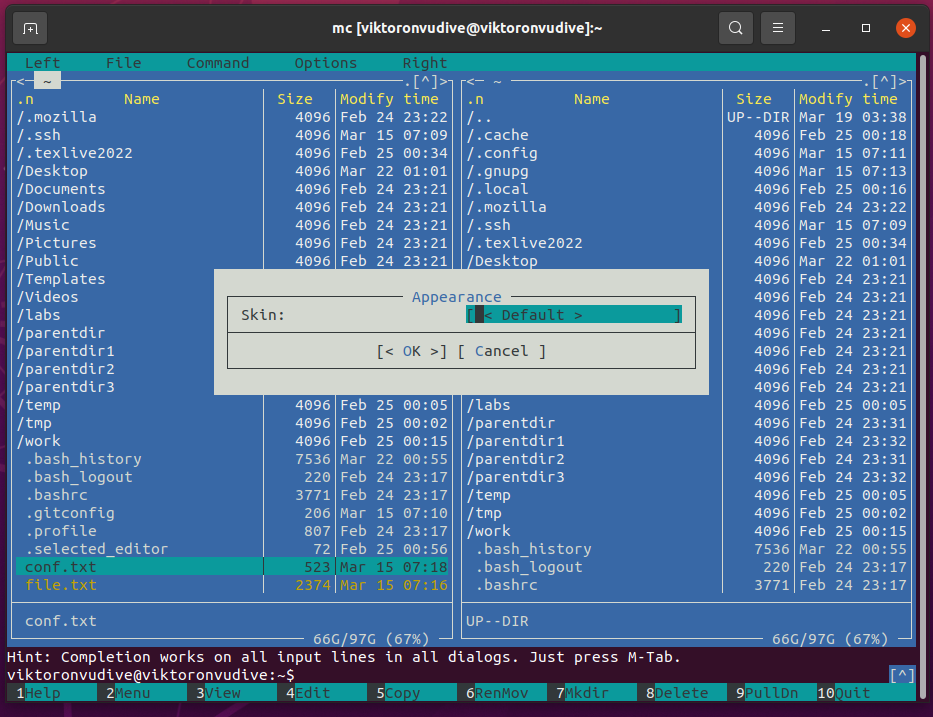 mc [viktoronvudive@viktoronvudive]:~
Left File Command Options Right
<- ~ .[^]> <- ~ .[^]>
.n Name Size Modify time .n Name Size Modify time
/.mozilla 4096 Feb 24 23:22 /.. UP--DIR Mar 19 03:38
/.ssh 4096 Mar 15 07:09 /.cache 4096 Feb 25 00:18
/.texlive2022 4096 Feb 25 00:34 /.config 4096 Mar 15 07:11
/Desktop 4096 Mar 22 01:01 /.gnupg 4096 Mar 15 07:13
/Documents 4096 Feb 24 23:21 /.local 4096 Feb 25 00:16
/Downloads 4096 Feb 24 23:21 /.mozilla 4096 Feb 24 23:22
/Music 4096 Feb 24 23:21 /.ssh 4096 Mar 15 07:09
/Pictures 4096 Feb 24 23:21 /.texlive2022 4096 Feb 25 00:34
/Public 4096 Feb 24 23:21 /Desktop 4096 Mar 22 01:01
/Templates 4096 Feb 24 23:21
/Videos Appearance 4096 Feb 24 23:21
/labs Skin: [ < Default > ] 4096 Feb 24 23:21
/parentdir 4096 Feb 24 23:21
/parentdir1 [< OK >] [ Cancel ] 4096 Feb 24 23:21
/parentdir2 4096 Feb 24 23:21
/parentdir3 4096 Feb 24 23:21
/temp 4096 Feb 25 00:05 /labs 4096 Feb 25 00:05
/tmp 4096 Feb 25 00:02 /parentdir 4096 Feb 24 23:31
/work 4096 Feb 25 00:15 /parentdir1 4096 Feb 24 23:32
.bash_history 7536 Mar 22 00:55 /parentdir2 4096 Feb 24 23:31
.bash_logout 220 Feb 24 23:17 /parentdir3 4096 Feb 24 23:32
.bashrc 3771 Feb 24 23:17 /temp 4096 Feb 25 00:05
.gitconfig 206 Mar 15 07:10 /tmp 4096 Feb 25 00:02
.profile 807 Feb 24 23:17 /work 4096 Feb 25 00:15
.selected_editor 72 Feb 25 00:56 .bash_history 7536 Mar 22 00:55
conf.txt 523 Mar 15 07:18 .bash_logout 220 Feb 24 23:17
file.txt 2374 Mar 15 07:16 .bashrc 3771 Feb 24 23:17
conf.txt UP--DIR
66G/97G (67%) 66G/97G (67%)
Hint: Completion works on all input lines in all dialogs. Just press M-Tab.
viktoronvudive@viktoronvudive:~$ [^]
1Help 2Menu 3View 4Edit 5Copy 6RenMov 7Mkdir 8Delete 9PullDn 10Quit